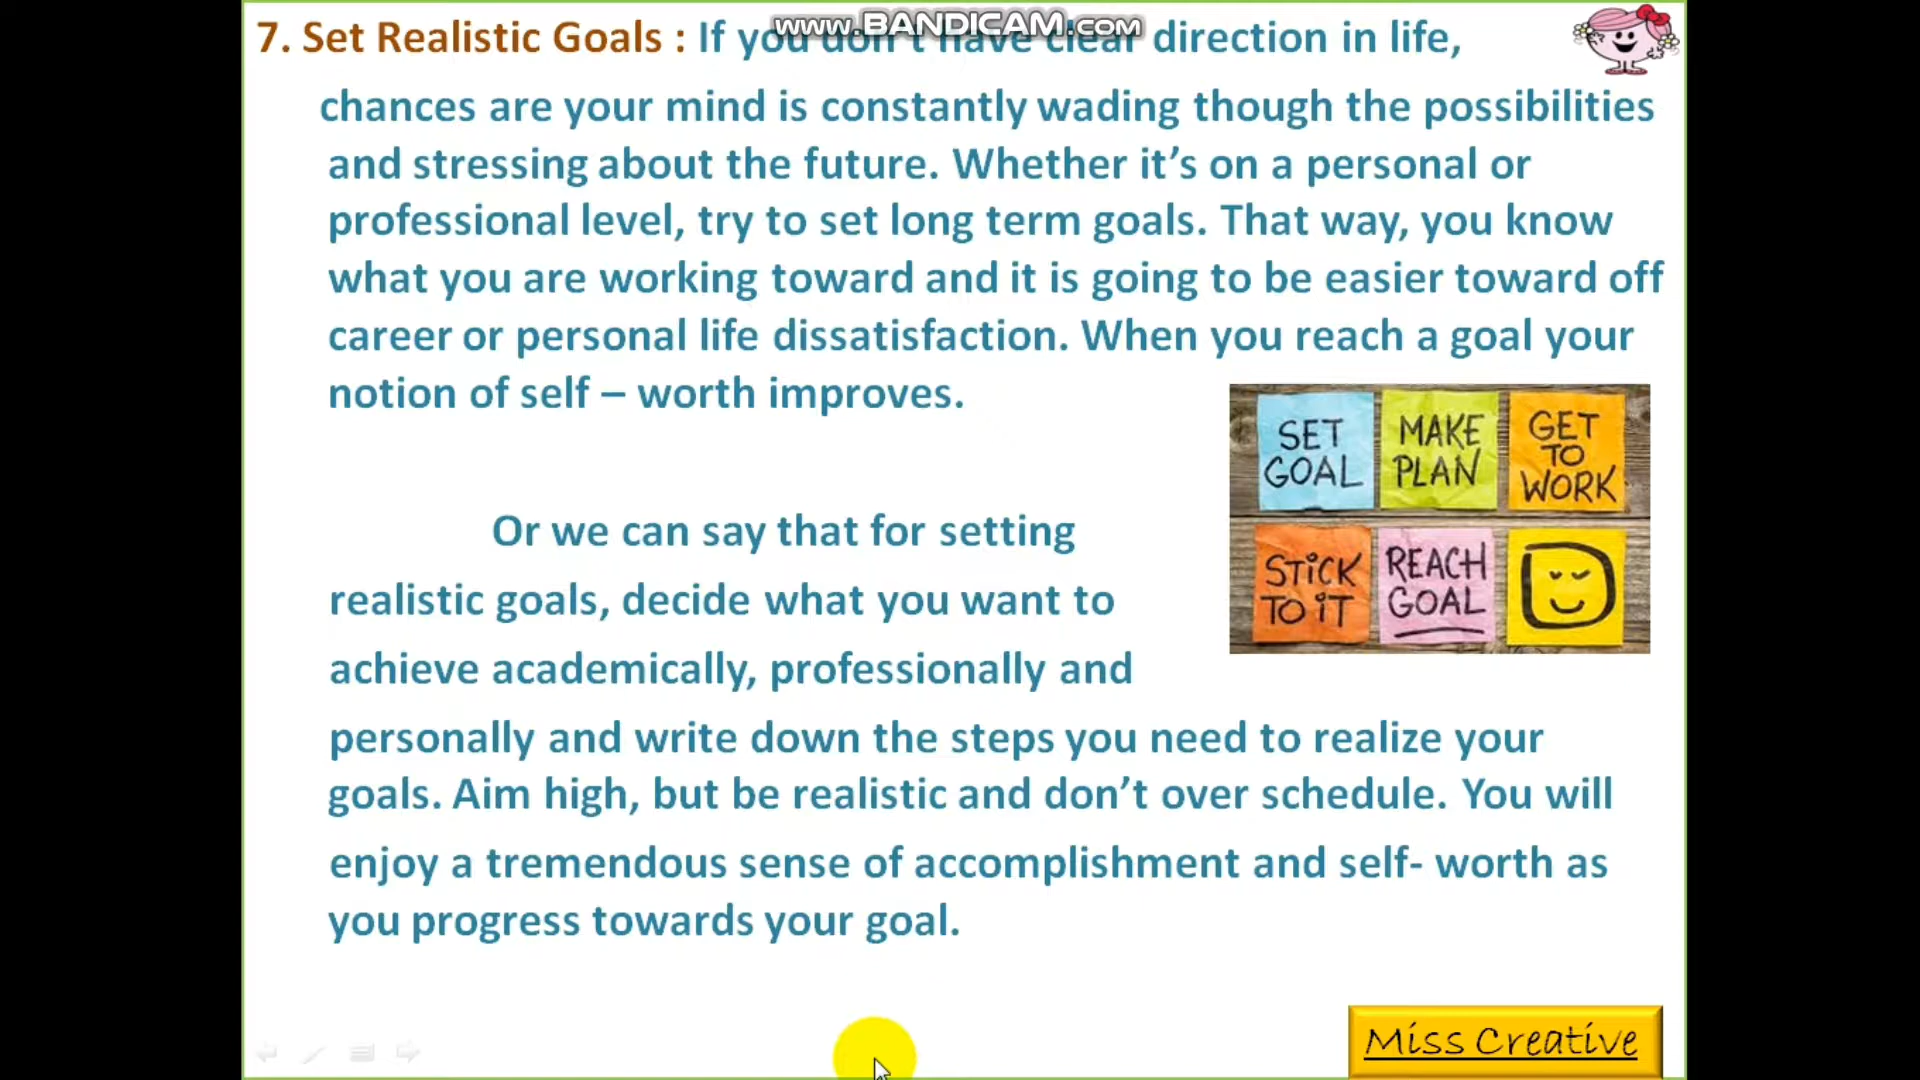 www.BANDICAM.com
7. Set Realistic Goals : If you don't have clear direction in life,
chances are your mind is constantly wading though the possibilities
and stressing about the future. Whether it's on a personal or
professional level, try to set long term goals. That way, you know
what you are working toward and it is going to be easier toward off
career or personal life dissatisfaction. When you reach a goal your
notion of self – worth improves.
SET GOAL
MAKE PLAN
GET TO WORK
STICK TO IT
REACH GOAL
Or we can say that for setting
realistic goals, decide what you want to
achieve academically, professionally and
personally and write down the steps you need to realize your
goals. Aim high, but be realistic and don't over schedule. You will
enjoy a tremendous sense of accomplishment and self- worth as
you progress towards your goal.
Miss Creative